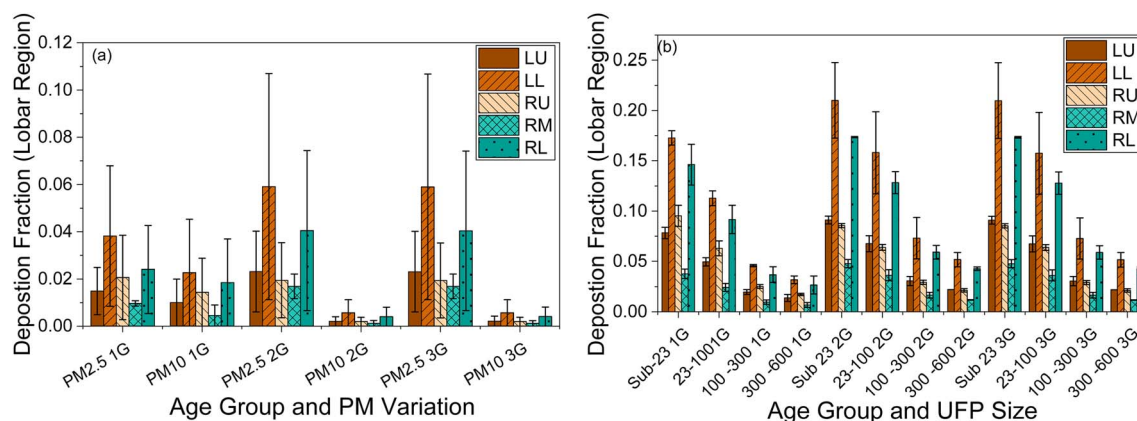 (a)
Depostion Fraction (Lobar Region)
0.12
0.10
0.08
0.06
0.04
0.02
0.00
LU
LL
RU
RM
RL
PM2.5 1G
PM10 1G
PM2.5 2G
PM10 2G
PM2.5 3G
PM10 3G
Age Group and PM Variation
(b)
Depostion Fraction (Lobar Region)
0.25
0.20
0.15
0.10
0.05
0.00
LU
LL
RU
RM
RL
Sub-23 1G
23-1001G
100 -300 1G
300 -600 1G
Sub 23 2G
23-100 2G
100 -300 2G
300 -600 2G
Sub 23 3G
23-100 3G
100 -300 3G
300 -600 3G
Age Group and UFP Size